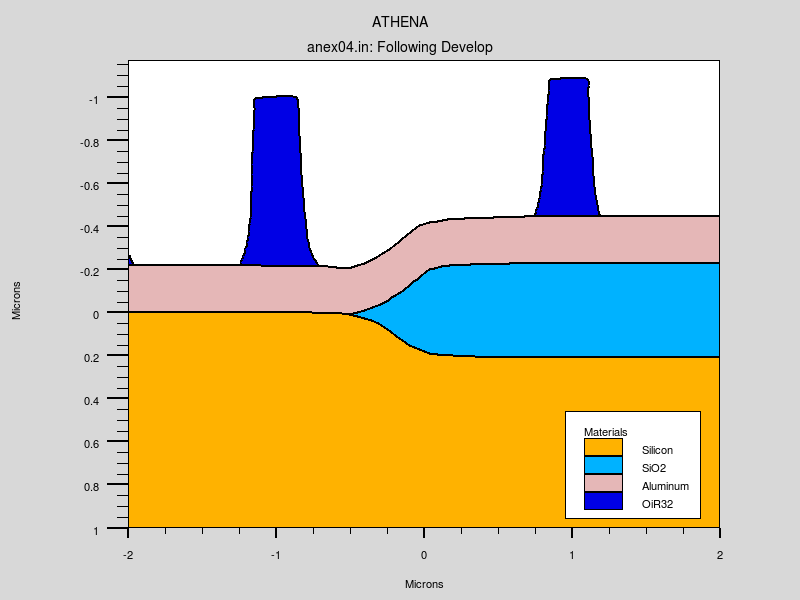 ATHENA
anex04.in: Following Develop
-1
-0.8
-0.6
-0.4
-0.2
0
0.2
0.4
0.6
0.8
1
Microns
Materials
Silicon
SiO2
Aluminum
OiR32
-2
-1
0
1
2
Microns